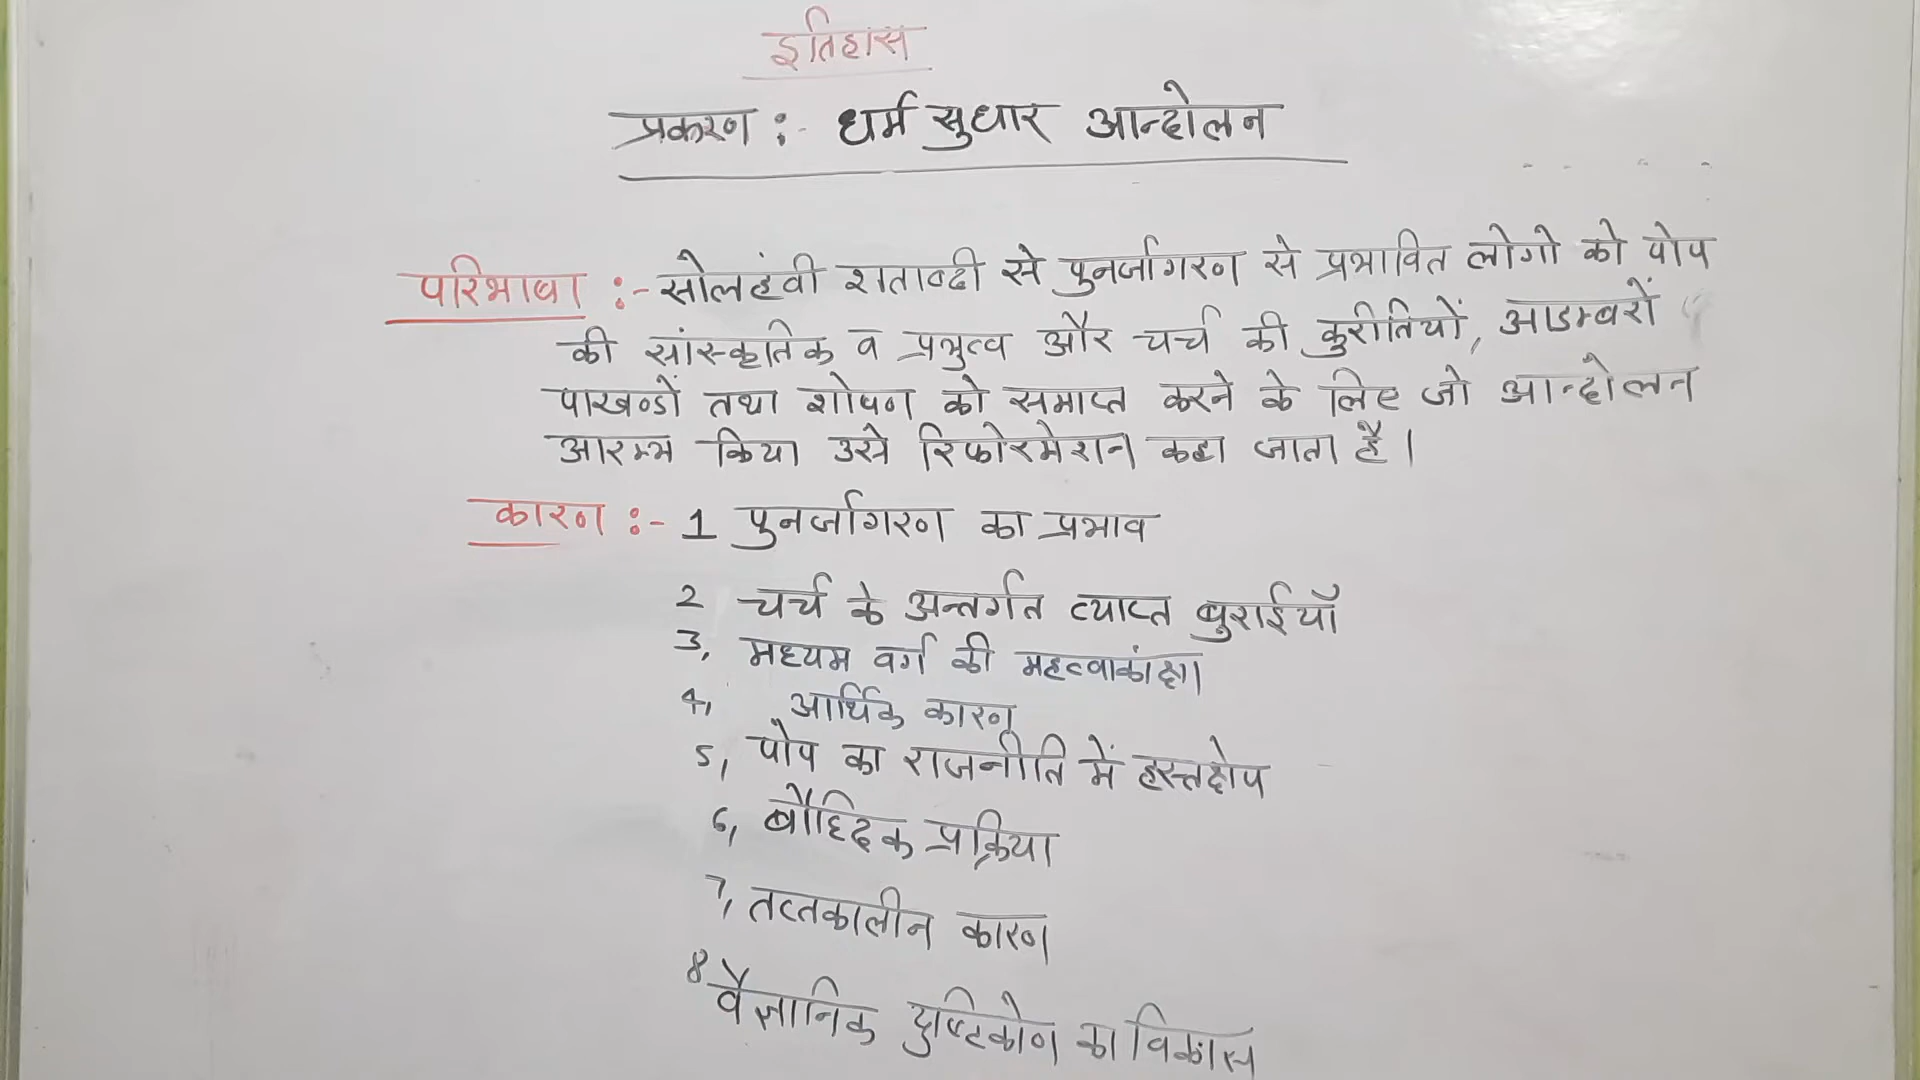 इतिहास
प्रकरण :- धर्म सुधार आन्दोलन
परिभाषा :- सोलहंवी शताब्दी से पुनर्जागरण से प्रभावित लोगो को पोप
की सांस्कृतिक व प्रभुत्व और चर्च की कुरीतियों, आडम्बरों
पाखण्डों तथा शोषण को समाप्त करने के लिए जो आन्दोलन
आरम्भ किया उसे रिफोरमेशन कहा जाता है।
कारण :- 1 पुनर्जागरण का प्रभाव
2 चर्च के अन्तर्गत व्याप्त बुराईयाँ
3, मध्यम वर्ग की महत्वाकांक्षा
4, आर्थिक कारण
5, पोप का राजनीति में हस्तक्षेप
6, बौद्दिक प्रक्रिया
7, तत्तकालीन कारण
8 वैज्ञानिक दृष्टिकोण का विकास